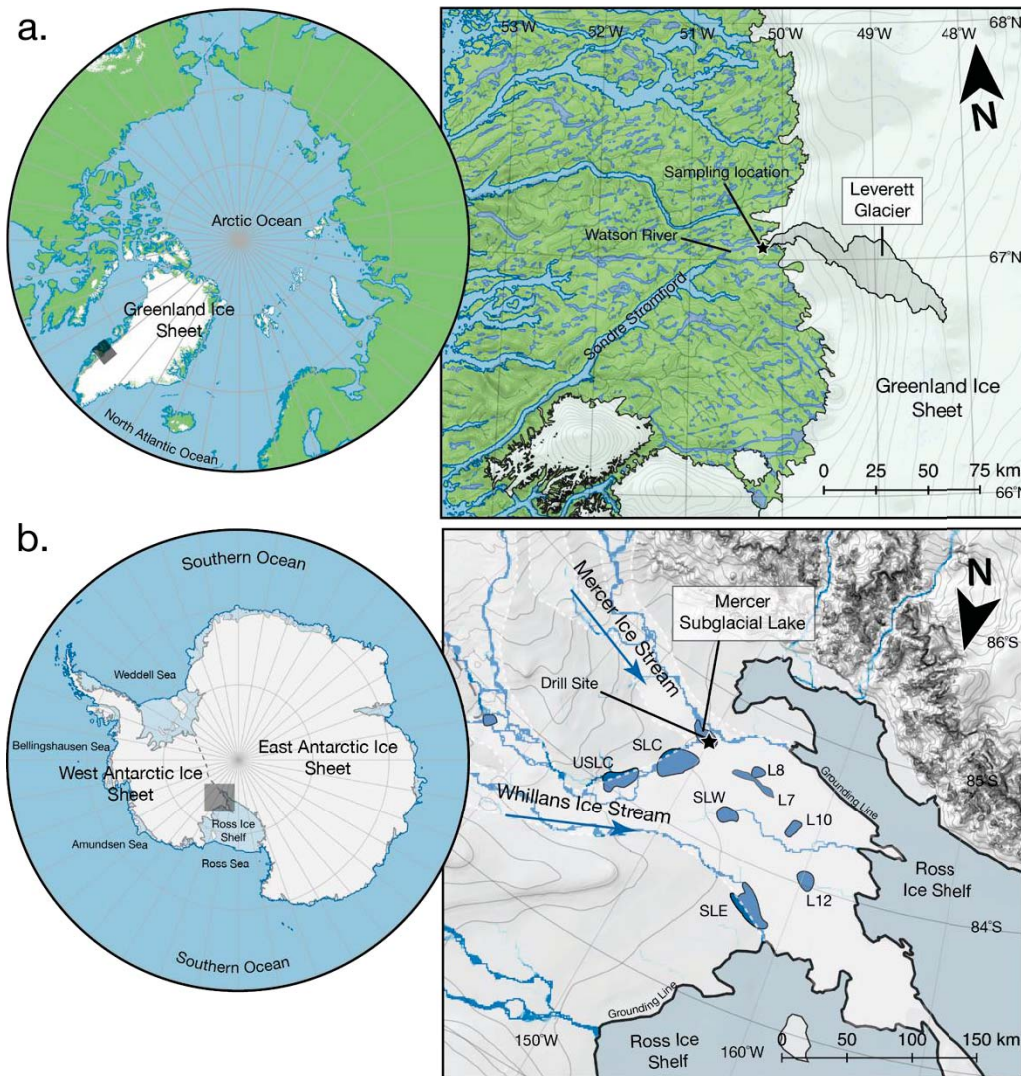 a.
Arctic Ocean
Greenland Ice
Sheet
North Atlantic Ocean
53°W
52°W
51°W
50°W
49°W
48°W
68°N
N
Sampling location
Leverett
Glacier
Watson River
67°N
Sondre Strømfjord
Greenland Ice
Sheet
0 25 50 75 km
66°N
b.
Southern Ocean
Weddell Sea
Bellingshausen Sea
West Antarctic Ice
Sheet
East Antarctic Ice
Sheet
Ross Ice
Shelf
Amundsen Sea
Ross Sea
Southern Ocean
Mercer Ice Stream
Mercer
Subglacial Lake
N
86°S
Drill Site
SLC
USLC
L8
L7
Grounding Line
85°S
SLW
L10
Whillans Ice Stream
Ross
Ice Shelf
L12
SLE
84°S
Grounding Line
150°W
Ross Ice
Shelf
160°W
0 50 100 150 km